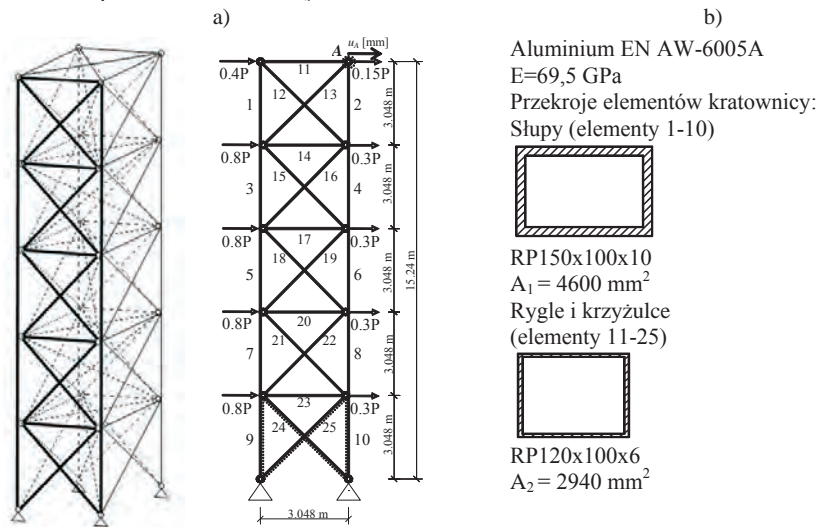 a)
b)
A
u_A [mm]
0.4P
11
0.15P
1
12
13
2
3.048 m
0.8P
14
0.3P
3
15
16
4
3.048 m
0.8P
17
0.3P
5
18
19
6
3.048 m
15.24 m
0.8P
20
0.3P
7
21
22
8
3.048 m
0.8P
23
0.3P
9
24
25
10
3.048 m
3.048 m
Aluminium EN AW-6005A
E=69,5 GPa
Przekroje elementów kratownicy:
Słupy (elementy 1-10)
RP150x100x10
A₁ = 4600 mm²
Rygle i krzyżulce
(elementy 11-25)
RP120x100x6
A₂ = 2940 mm²